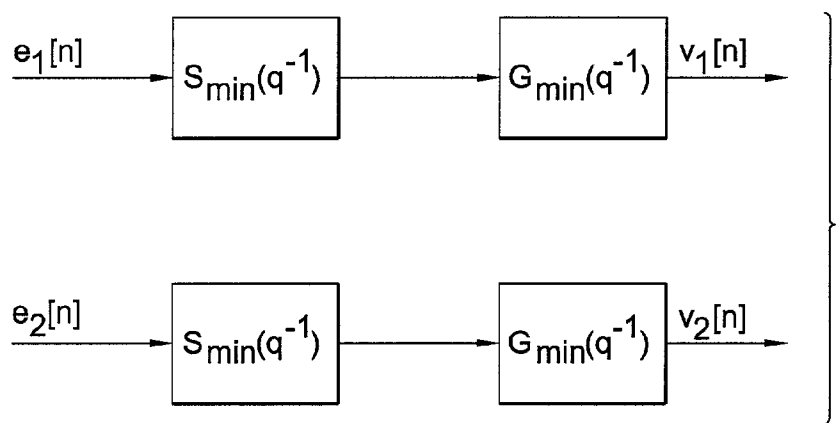 e₁[n] Sₘᵢₙ(q⁻¹) Gₘᵢₙ(q⁻¹) v₁[n]
e₂[n] Sₘᵢₙ(q⁻¹) Gₘᵢₙ(q⁻¹) v₂[n]